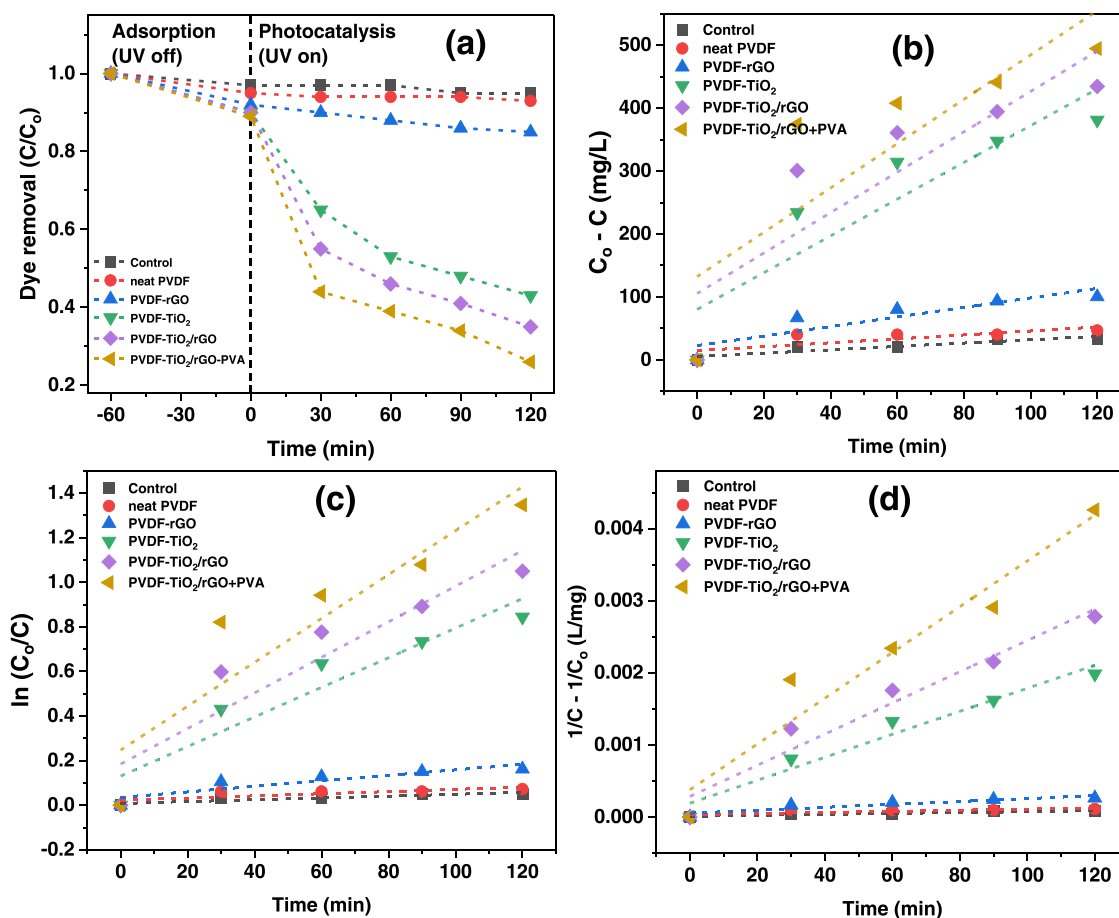 Adsorption
(UV off)
Photocatalysis
(UV on)
(a)
1.0
0.8
0.6
0.4
0.2
Dye removal (C/C₀)
Control
neat PVDF
PVDF-rGO
PVDF-TiO₂
PVDF-TiO₂/rGO
PVDF-TiO₂/rGO-PVA
-60 -30 0 30 60 90 120
Time (min)
(b)
Control
neat PVDF
PVDF-rGO
PVDF-TiO₂
PVDF-TiO₂/rGO
PVDF-TiO₂/rGO+PVA
500
400
300
200
100
0
C₀ - C (mg/L)
0 20 40 60 80 100 120
Time (min)
(c)
Control
neat PVDF
PVDF-rGO
PVDF-TiO₂
PVDF-TiO₂/rGO
PVDF-TiO₂/rGO+PVA
1.4
1.2
1.0
0.8
0.6
0.4
0.2
0.0
-0.2
ln (C₀/C)
0 20 40 60 80 100 120
Time (min)
(d)
Control
neat PVDF
PVDF-rGO
PVDF-TiO₂
PVDF-TiO₂/rGO
PVDF-TiO₂/rGO+PVA
0.004
0.003
0.002
0.001
0.000
1/C - 1/C₀ (L/mg)
0 20 40 60 80 100 120
Time (min)